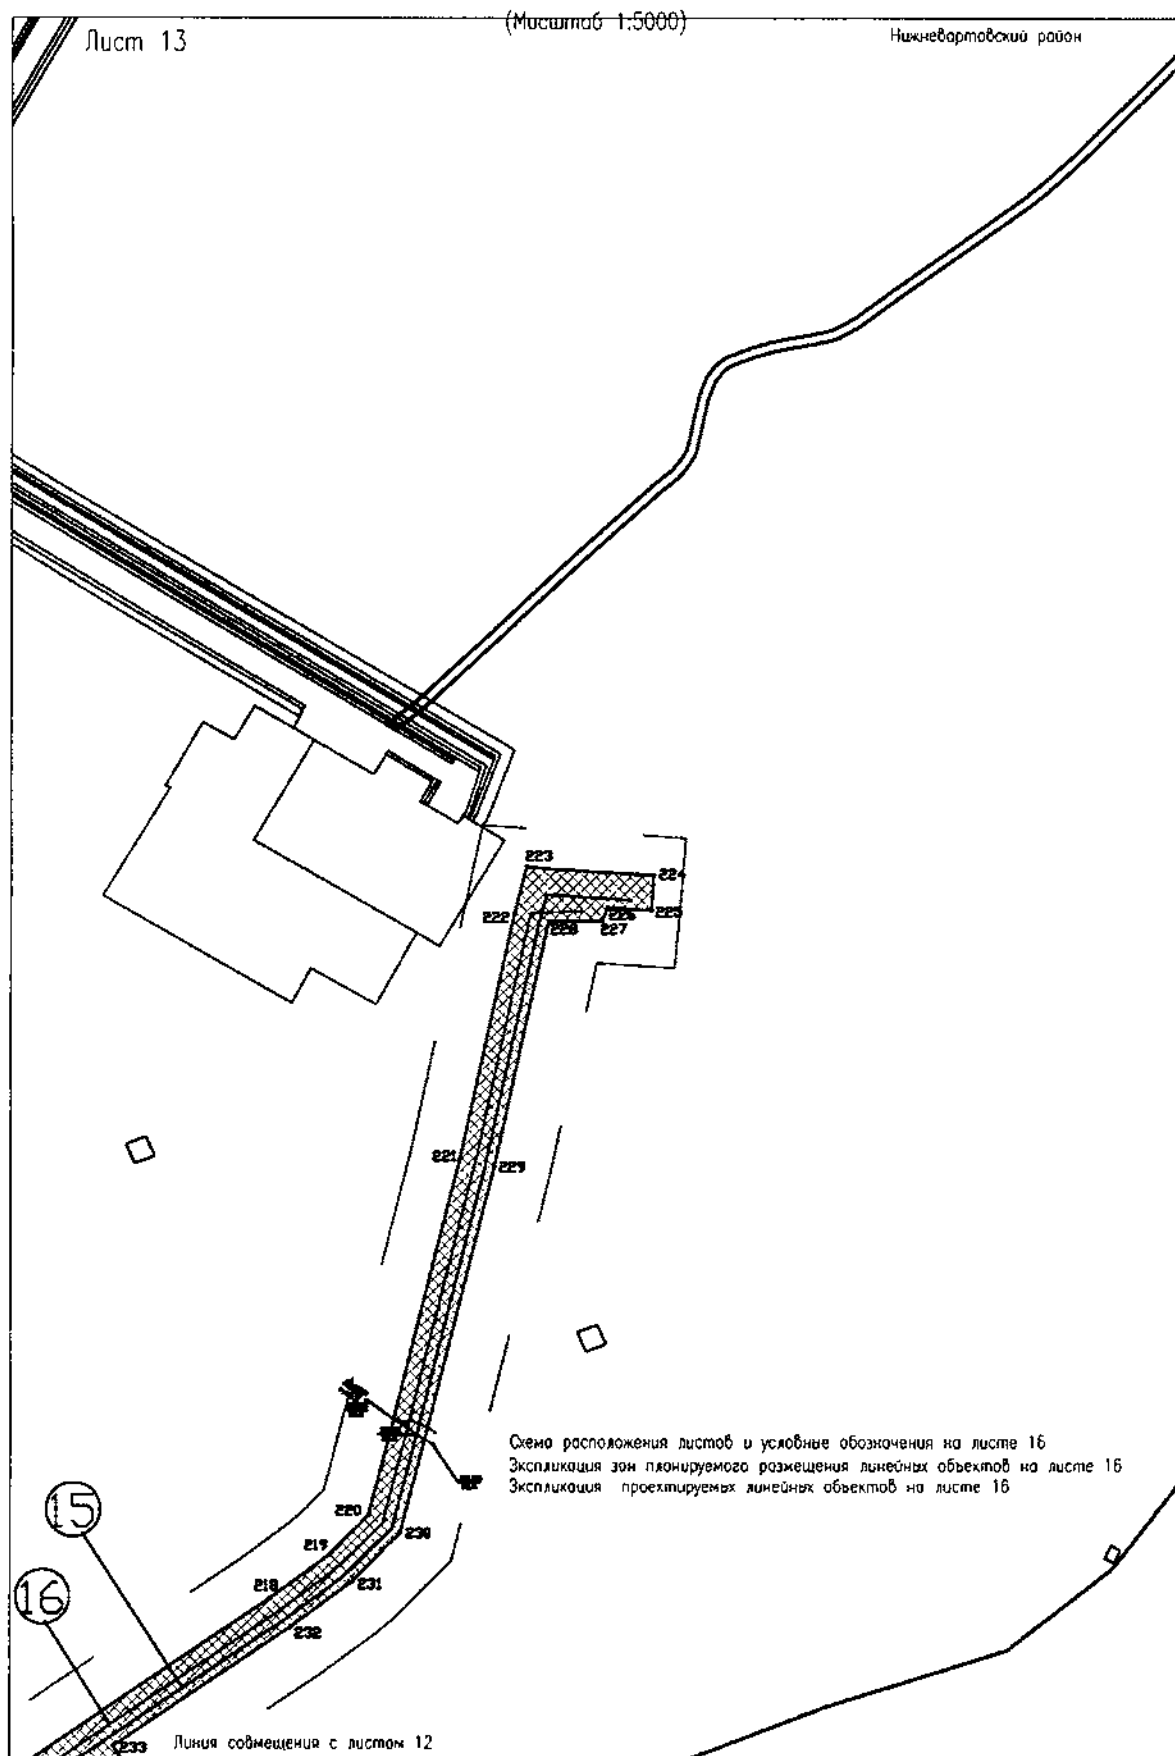 (Масштаб 1:5000)
Лист 13
Нижневартовский район
223
224
222
226
225
228
227
221
229
Схема расположения листов и условные обозначения на листе 16
Экспликация зон планируемого размещения линейных объектов на листе 16
Экспликация проектируемых линейных объектов на листе 16
15
220
230
219
231
218
16
232
233
Линия совмещения с листом 12